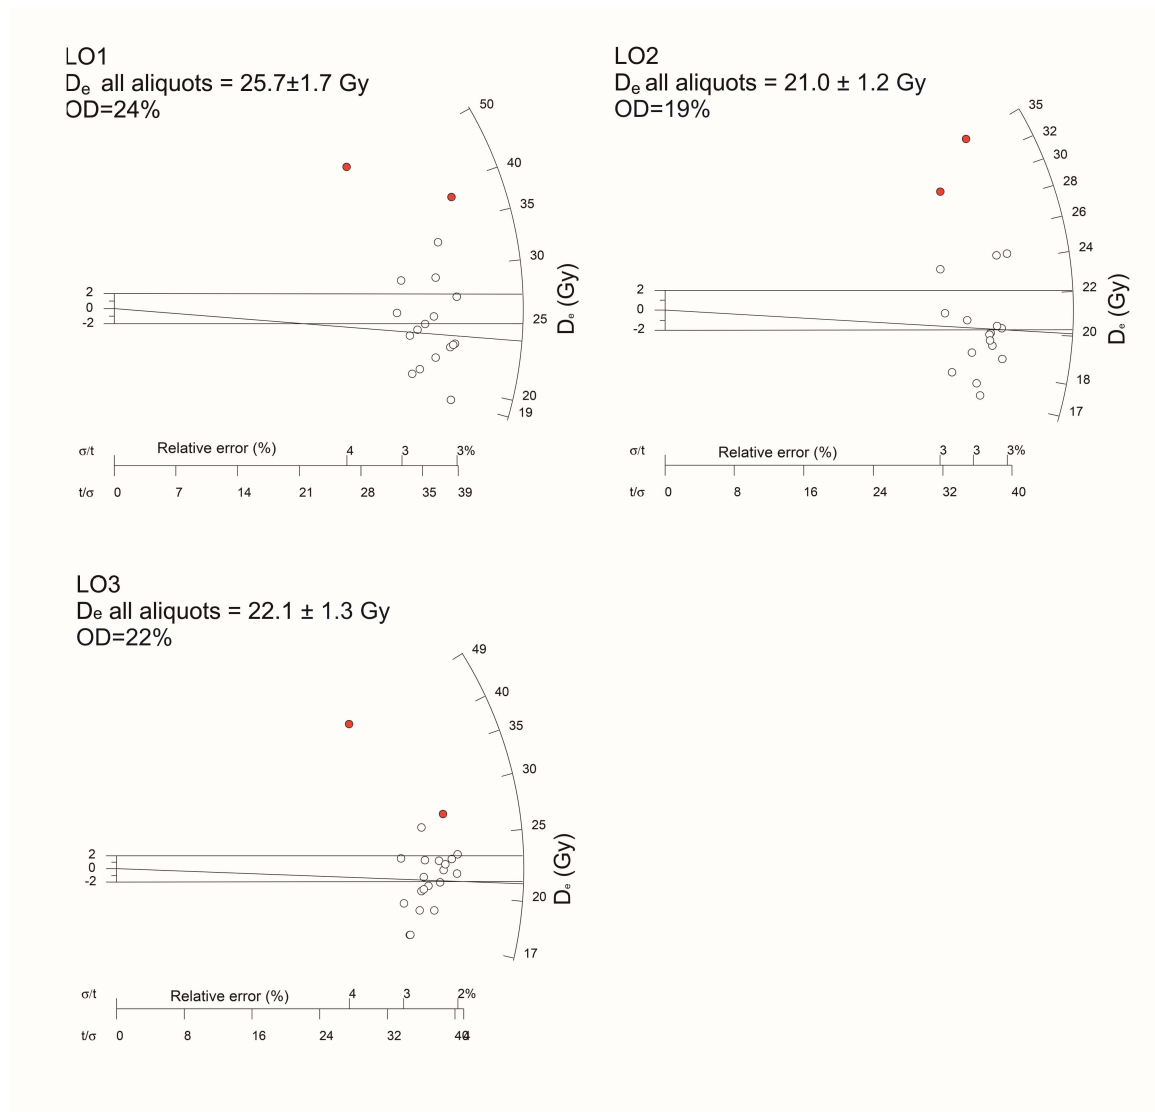 LO1
De all aliquots = 25.7±1.7 Gy
OD=24%
50
40
35
30
25
20
19
De (Gy)
2
0
-2
σ/t
Relative error (%)
4
3
3%
t/σ
0
7
14
21
28
35
39
LO2
De all aliquots = 21.0 ± 1.2 Gy
OD=19%
35
32
30
28
26
24
22
20
18
17
De (Gy)
2
0
-2
σ/t
Relative error (%)
3
3
3%
t/σ
0
8
16
24
32
40
LO3
De all aliquots = 22.1 ± 1.3 Gy
OD=22%
49
40
35
30
25
20
17
De (Gy)
2
0
-2
σ/t
Relative error (%)
4
3
2%
t/σ
0
8
16
24
32